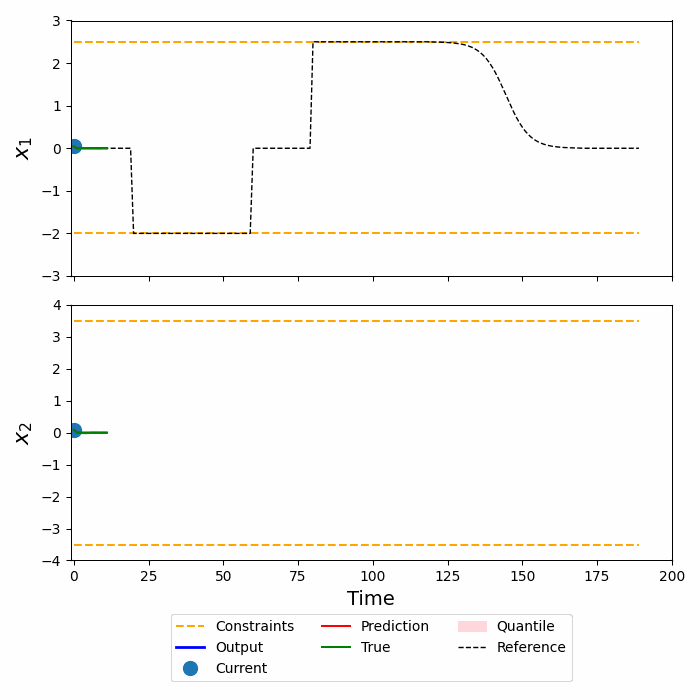 3
2
1
0
−1
−2
−3
x₁
4
3
2
1
0
−1
−2
−3
−4
x₂
0 25 50 75 100 125 150 175 200
Time
Constraints Prediction Quantile
Output True Reference
Current